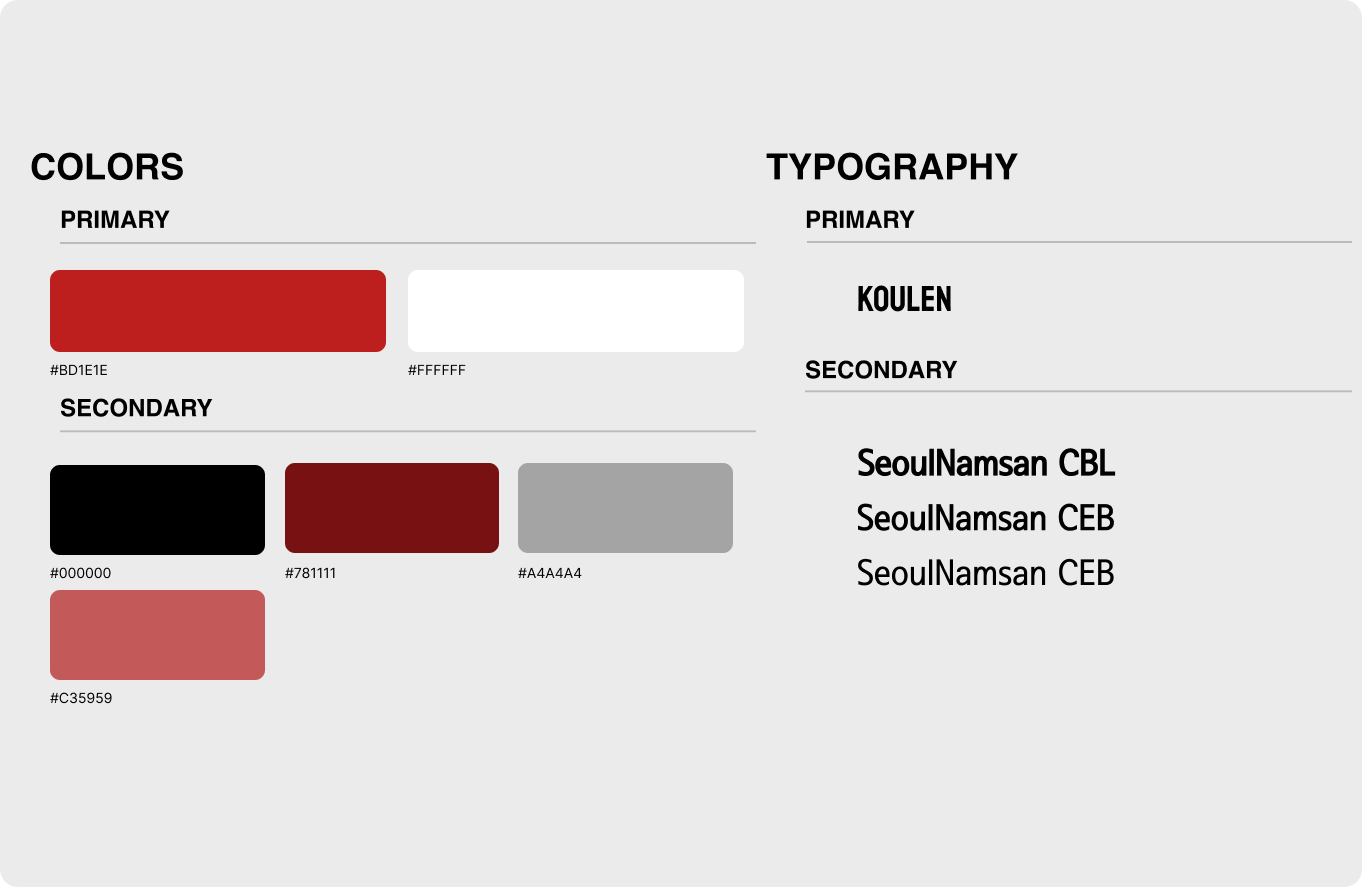 COLORS
PRIMARY
#BD1E1E
#FFFFFF
SECONDARY
#000000
#781111
#A4A4A4
#C35959
TYPOGRAPHY
PRIMARY
KOULEN
SECONDARY
SeoulNamsan CBL
SeoulNamsan CEB
SeoulNamsan CEB